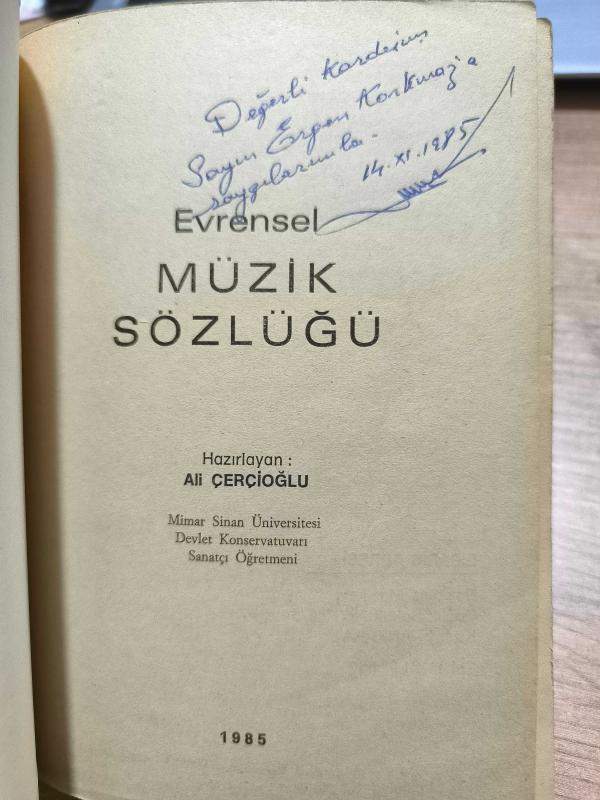 Değerli Kardeşim
Sayın Ergen Korkmaz'a
saygılarımla.
14.XI.1985
Evrensel
MÜZİK
SÖZLÜĞÜ
Hazırlayan :
Ali ÇERÇİOĞLU
Mimar Sinan Üniversitesi
Devlet Konservatuvarı
Sanatçı Öğretmeni
1985